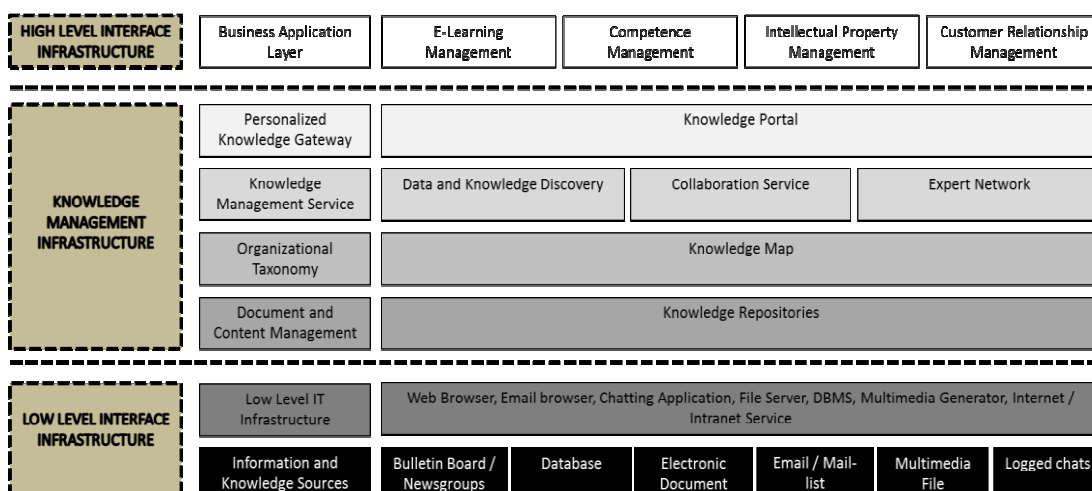 HIGH LEVEL INTERFACE
INFRASTRUCTURE
Business Application
Layer
E-Learning
Management
Competence
Management
Intellectual Property
Management
Customer Relationship
Management
KNOWLEDGE
MANAGEMENT
INFRASTRUCTURE
Personalized
Knowledge Gateway
Knowledge Portal
Knowledge
Management Service
Data and Knowledge Discovery
Collaboration Service
Expert Network
Organizational
Taxonomy
Knowledge Map
Document and
Content Management
Knowledge Repositories
LOW LEVEL INTERFACE
INFRASTRUCTURE
Low Level IT
Infrastructure
Web Browser, Email browser, Chatting Application, File Server, DBMS, Multimedia Generator, Internet /
Intranet Service
Information and
Knowledge Sources
Bulletin Board /
Newsgroups
Database
Electronic
Document
Email / Mail-
list
Multimedia
File
Logged chats